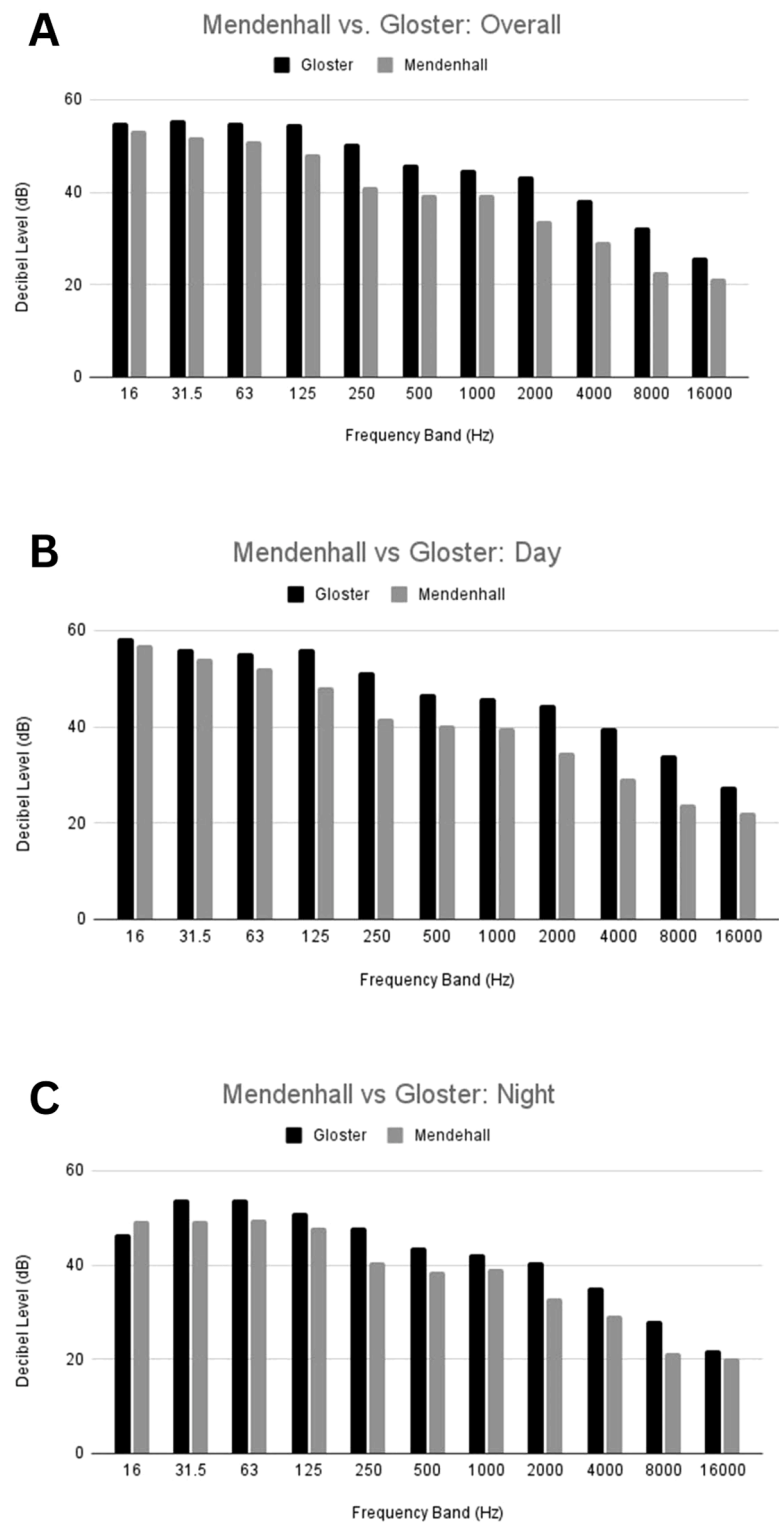 A
Mendenhall vs. Gloster: Overall
Gloster Mendenhall
60
40
20
0
Decibel Level (dB)
16 31.5 63 125 250 500 1000 2000 4000 8000 16000
Frequency Band (Hz)
B
Mendenhall vs Gloster: Day
Gloster Mendenhall
60
40
20
0
Decibel Level (dB)
16 31.5 63 125 250 500 1000 2000 4000 8000 16000
Frequency Band (Hz)
C
Mendenhall vs Gloster: Night
Gloster Mendehall
60
40
20
0
Decibel Level (dB)
16 31.5 63 125 250 500 1000 2000 4000 8000 16000
Frequency Band (Hz)